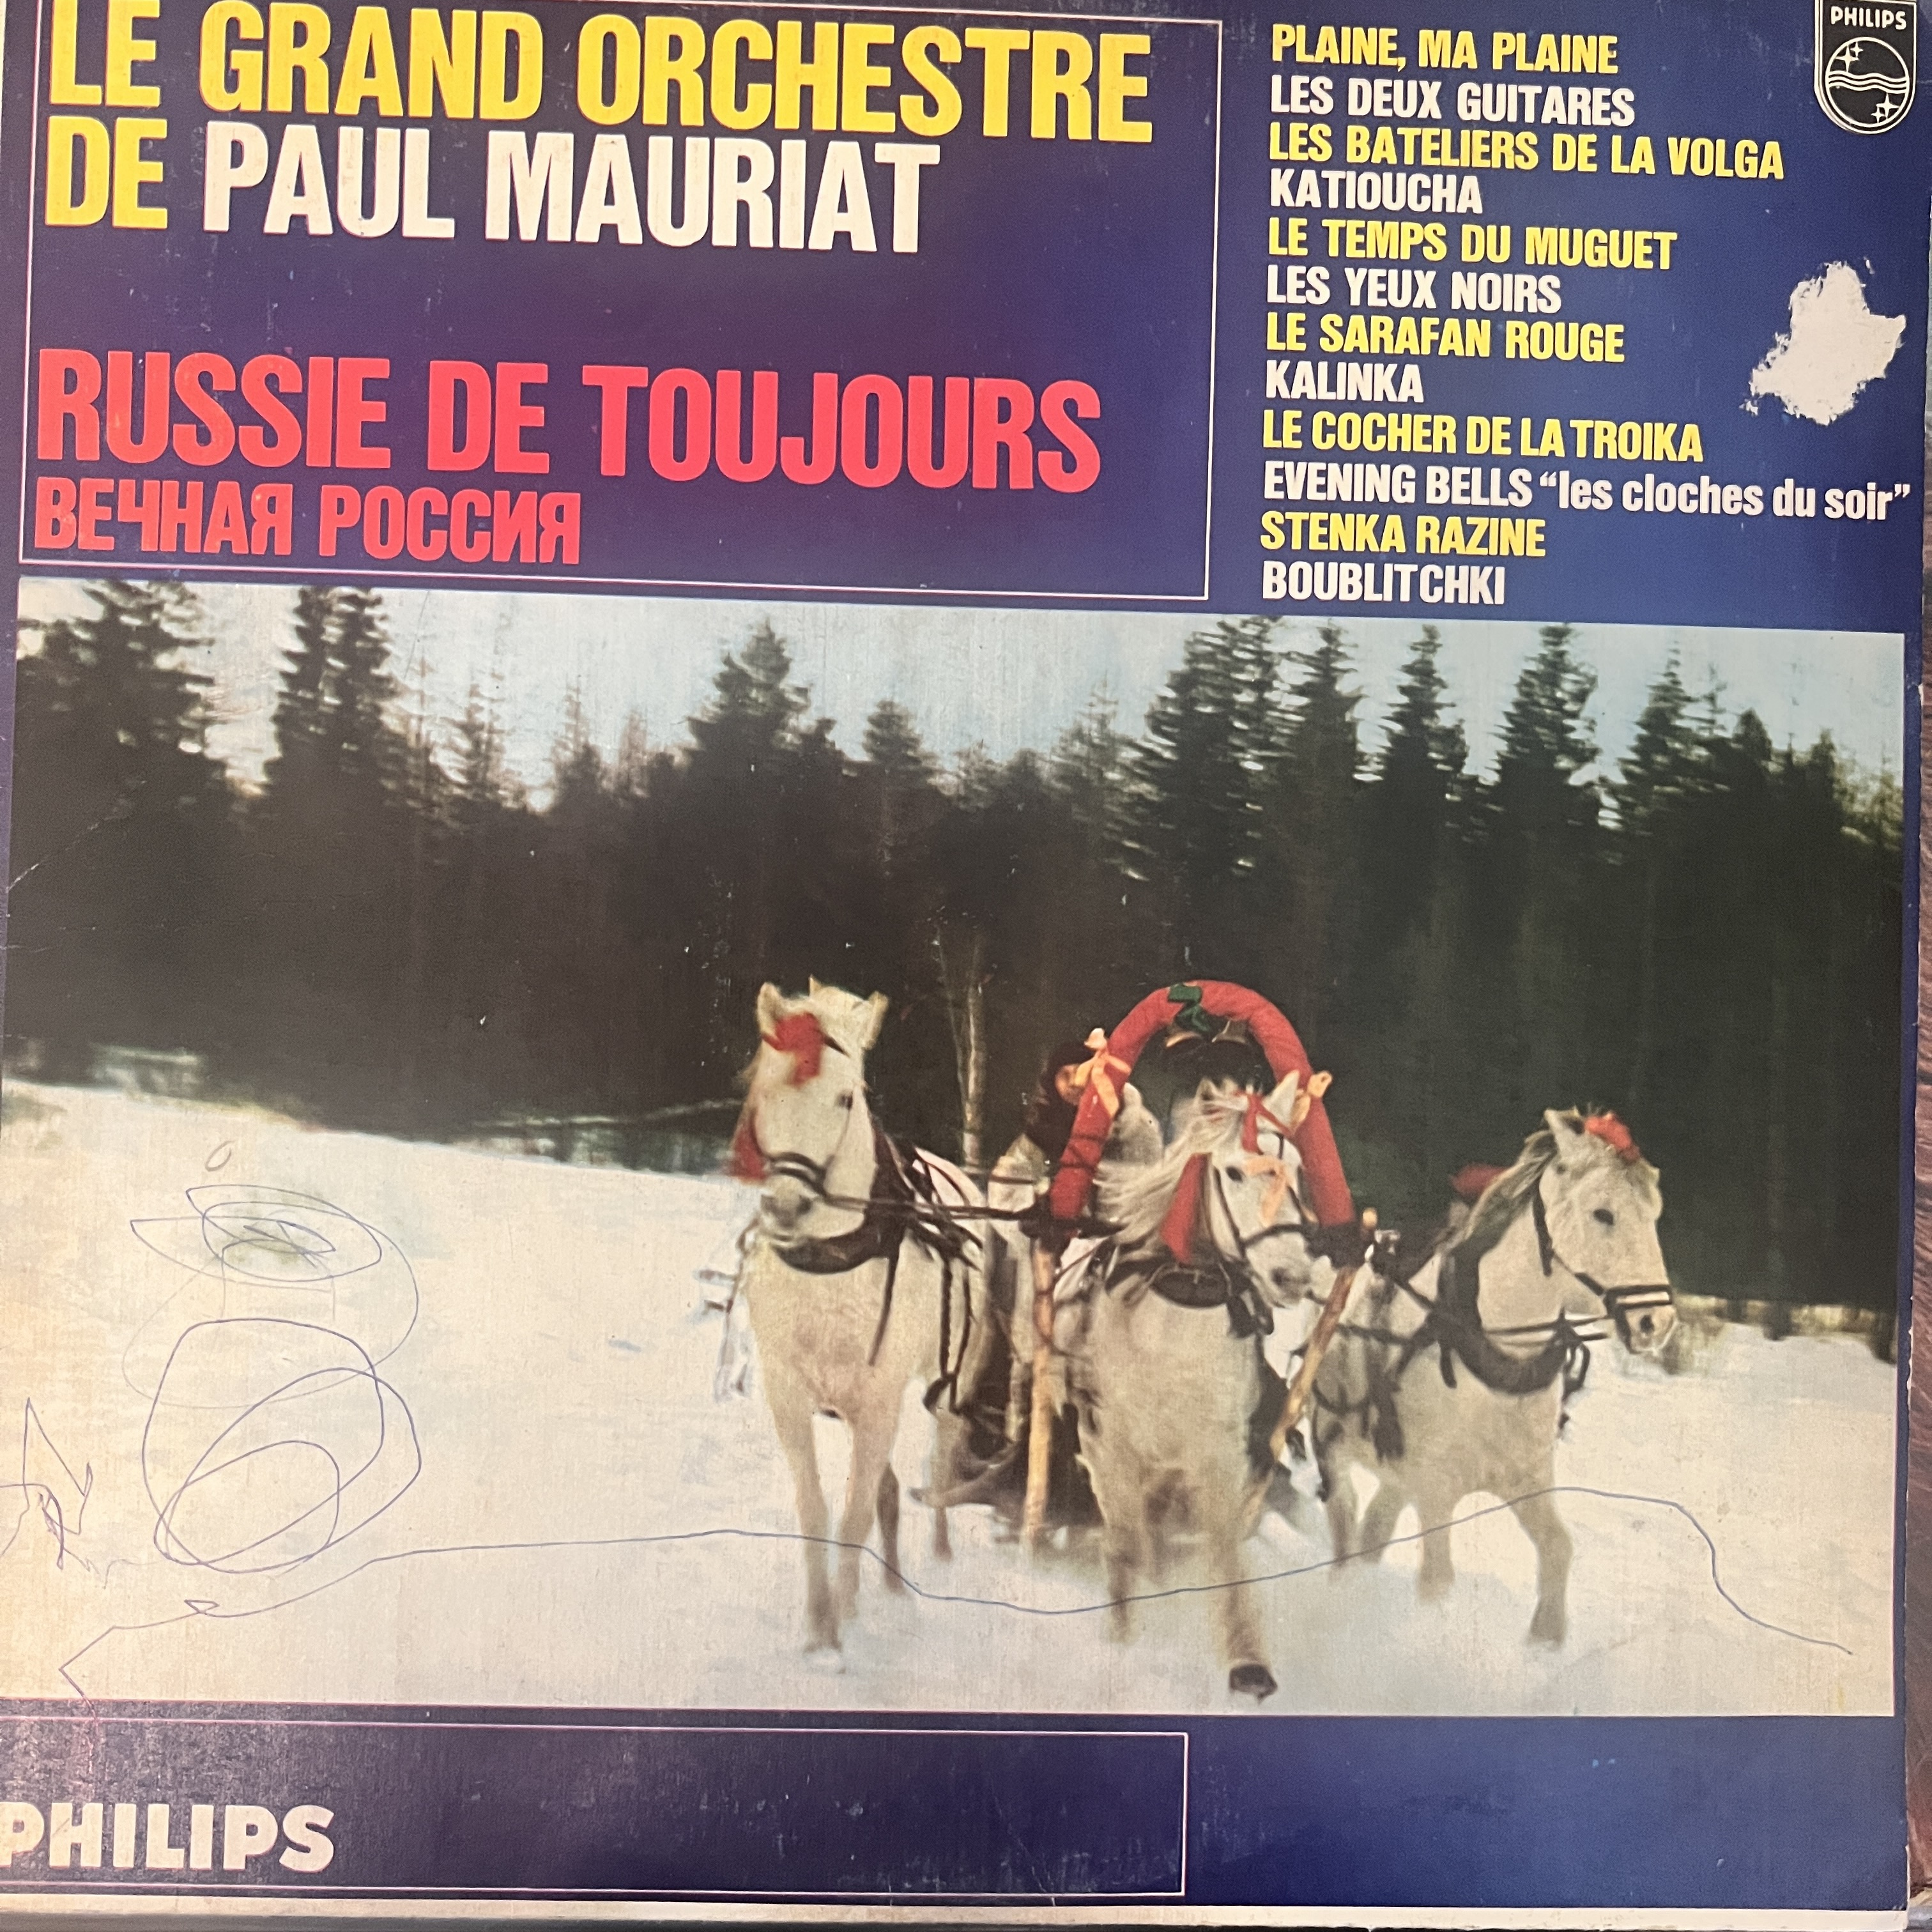 LE GRAND ORCHESTRE
DE PAUL MAURIAT
RUSSIE DE TOUJOURS
ВЕЧНАЯ РОССИЯ
PHILIPS
PLAINE, MA PLAINE
LES DEUX GUITARES
LES BATELIERS DE LA VOLGA
KATIOUCHA
LE TEMPS DU MUGUET
LES YEUX NOIRS
LE SARAFAN ROUGE
KALINKA
LE COCHER DE LA TROIKA
EVENING BELLS “les cloches du soir”
STENKA RAZINE
BOUBLITCHKI
PHILIPS